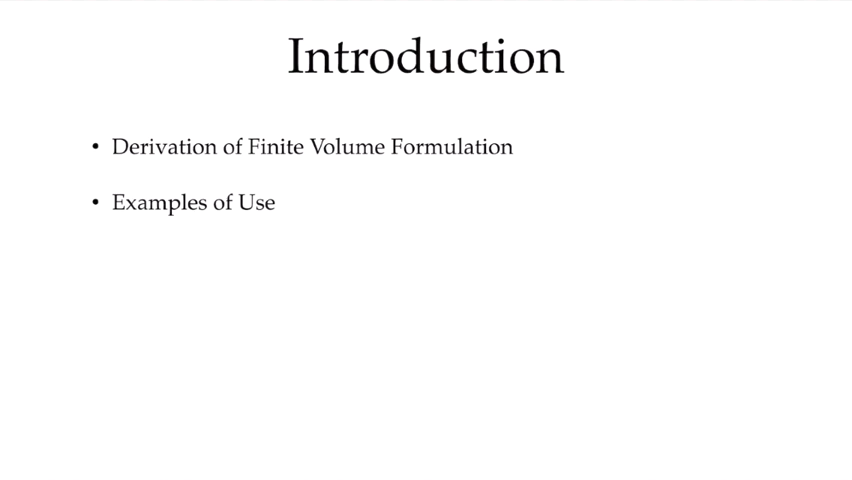 Introduction
• Derivation of Finite Volume Formulation
• Examples of Use